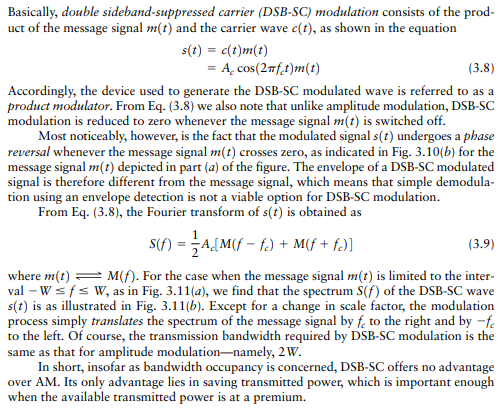 Basically, double sideband-suppressed carrier (DSB-SC) modulation consists of the prod-
uct of the message signal m(t) and the carrier wave c(t), as shown in the equation
s(t) = c(t)m(t)
= A_c cos(2πf_ct)m(t) (3.8)
Accordingly, the device used to generate the DSB-SC modulated wave is referred to as a
product modulator. From Eq. (3.8) we also note that unlike amplitude modulation, DSB-SC
modulation is reduced to zero whenever the message signal m(t) is switched off.
Most noticeably, however, is the fact that the modulated signal s(t) undergoes a phase
reversal whenever the message signal m(t) crosses zero, as indicated in Fig. 3.10(b) for the
message signal m(t) depicted in part (a) of the figure. The envelope of a DSB-SC modulated
signal is therefore different from the message signal, which means that simple demodula-
tion using an envelope detection is not a viable option for DSB-SC modulation.
From Eq. (3.8), the Fourier transform of s(t) is obtained as
S(f) = 1/2 A_c[M(f − f_c) + M(f + f_c)] (3.9)
where m(t) ⇌ M(f). For the case when the message signal m(t) is limited to the inter-
val −W ≤ f ≤ W, as in Fig. 3.11(a), we find that the spectrum S(f) of the DSB-SC wave
s(t) is as illustrated in Fig. 3.11(b). Except for a change in scale factor, the modulation
process simply translates the spectrum of the message signal by f_c to the right and by −f_c
to the left. Of course, the transmission bandwidth required by DSB-SC modulation is the
same as that for amplitude modulation—namely, 2W.
In short, insofar as bandwidth occupancy is concerned, DSB-SC offers no advantage
over AM. Its only advantage lies in saving transmitted power, which is important enough
when the available transmitted power is at a premium.